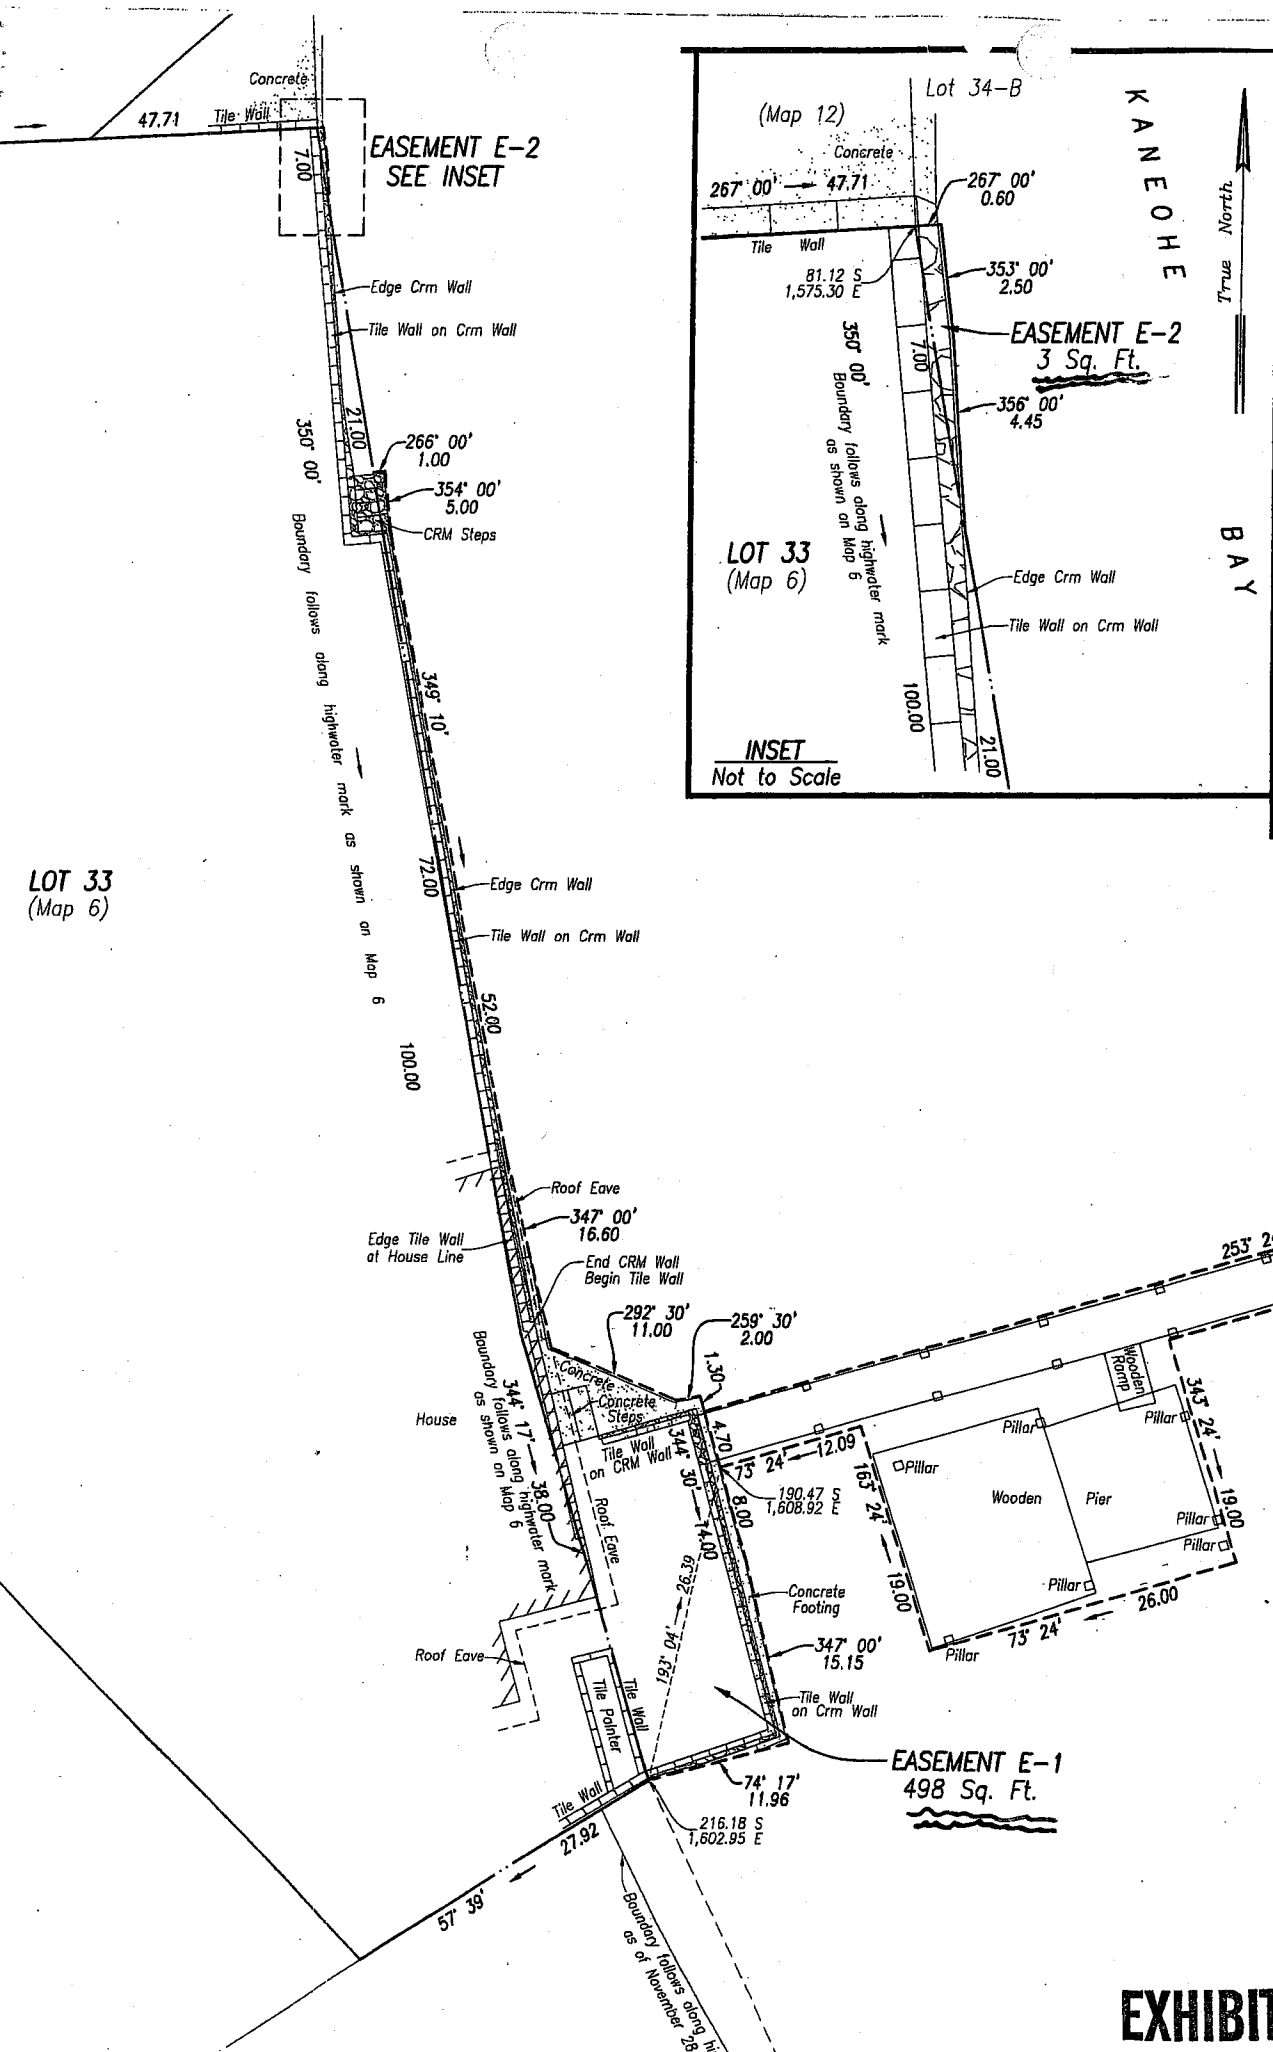 Concrete
47.71
Tile Wall
7.00
EASEMENT E-2
SEE INSET
Edge Crm Wall
Tile Wall on Crm Wall
21.00
350° 00'
266° 00'
1.00
354° 00'
5.00
CRM Steps
Boundary follows along highwater mark as shown on Map 6
349° 10'
72.00
LOT 33
(Map 6)
Edge Crm Wall
Tile Wall on Crm Wall
52.00
100.00
Roof Eave
347° 00'
16.60
Edge Tile Wall
at House Line
End CRM Wall
Begin Tile Wall
292° 30'
11.00
259° 30'
2.00
1.30
Concrete
Concrete
Steps
House
344° 17'
38.00
Boundary follows along highwater mark
as shown on Map 6
Tile Wall
on CRM Wall
344° 30'
14.00
4.70
8.00
Roof Eave
73° 24'
12.09
190.47 S
1,608.92 E
253° 2
Wooden
Ramp
343° 24'
19.00
Pillar
Pillar
Pillar
Wooden Pier
Pillar
Pillar
Pillar
163° 24'
19.00
26.00
73° 24'
Pillar
193° 04'
26.39
Concrete
Footing
347° 00'
15.15
Roof Eave
Tile Wall
Tile Palnter
Tile Wall
on Crm Wall
EASEMENT E-1
498 Sq. Ft.
74° 17'
11.96
Tile Wall
27.92
216.18 S
1,602.95 E
57° 39'
Boundary follows along hi
as of November 28
EXHIBIT
Lot 34-B
(Map 12)
Concrete
267° 00'
47.71
267° 00'
0.60
Tile Wall
81.12 S
1,575.30 E
353° 00'
2.50
EASEMENT E-2
3 Sq. Ft.
350° 00'
7.00
356° 00'
4.45
Boundary follows along highwater mark
as shown on Map 6
LOT 33
(Map 6)
Edge Crm Wall
Tile Wall on Crm Wall
100.00
21.00
INSET
Not to Scale
KANEOHE
BAY
True North